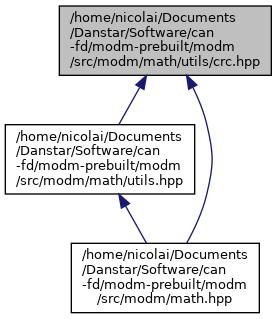 /home/nicolai/Documents
/Danstar/Software/can
-fd/modm-prebuilt/modm
/src/modm/math/utils/crc.hpp
/home/nicolai/Documents
/Danstar/Software/can
-fd/modm-prebuilt/modm
/src/modm/math/utils.hpp
/home/nicolai/Documents
/Danstar/Software/can
-fd/modm-prebuilt/modm
/src/modm/math.hpp